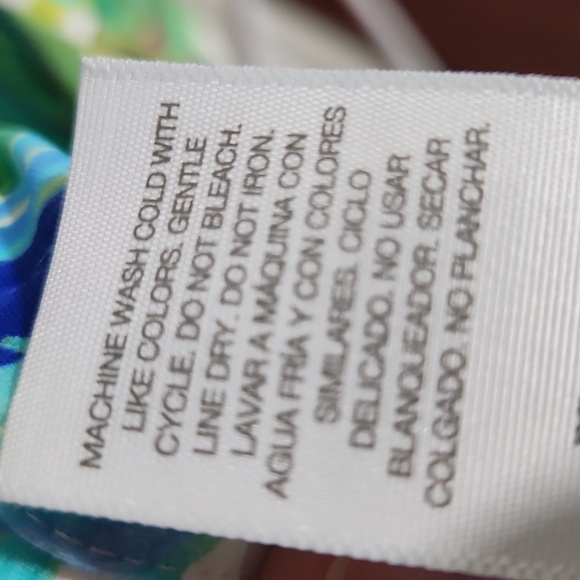 MACHINE WASH COLD WITH
LIKE COLORS. GENTLE
CYCLE. DO NOT BLEACH.
LINE DRY. DO NOT IRON.
LAVAR A MÁQUINA CON
AGUA FRÍA Y CON COLORES
SIMILARES. CICLO
DELICADO. NO USAR
BLANQUEADOR. SECAR
COLGADO. NO PLANCHAR.